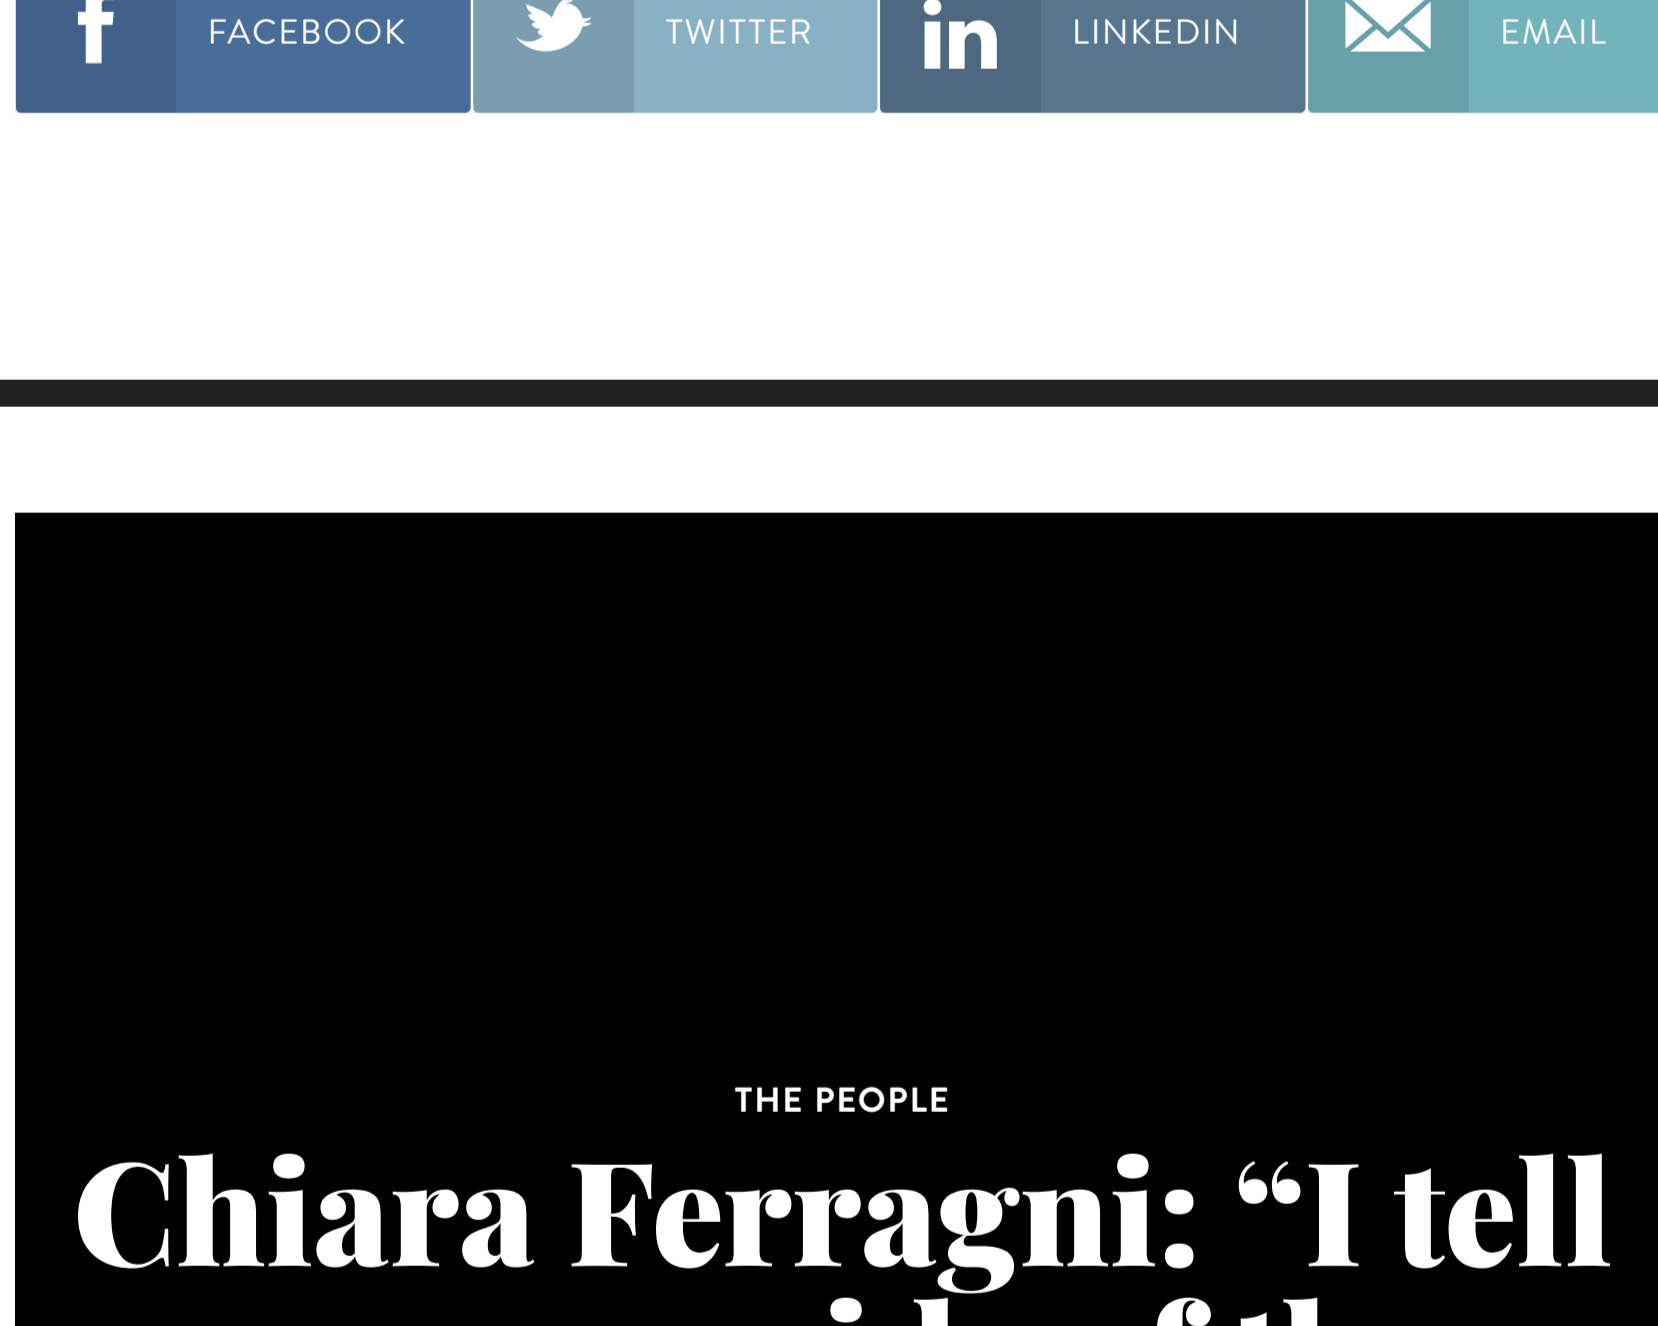 FACEBOOK TWITTER LINKEDIN EMAIL
THE PEOPLE
Chiara Ferragni: “I tell